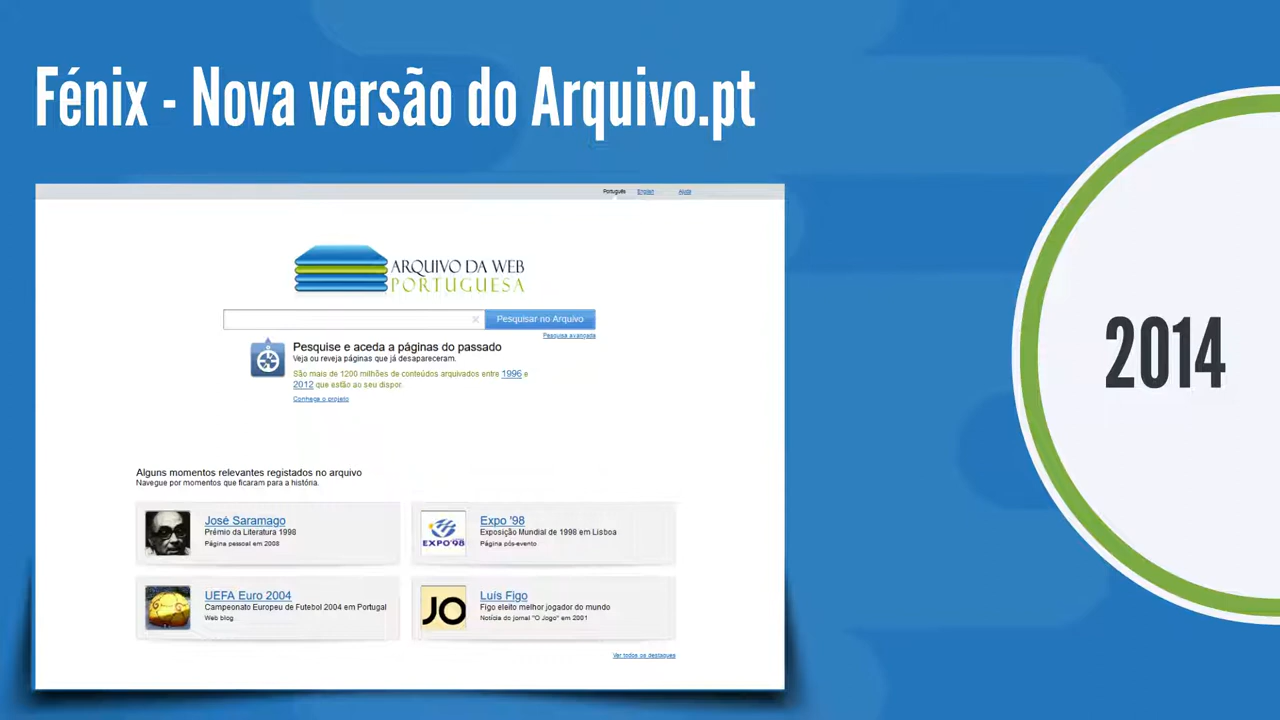 Fénix - Nova versão do Arquivo.pt
Português English Ajuda
ARQUIVO DA WEB
PORTUGUESA
Pesquisar no Arquivo
Pesquisa avançada
Pesquise e aceda a páginas do passado
Veja ou reveja páginas que já desapareceram.
São mais de 1200 milhões de conteúdos arquivados entre 1996 e
2012 que estão ao seu dispor.
Conheça o projeto
2014
Alguns momentos relevantes registados no arquivo
Navegue por momentos que ficaram para a história.
José Saramago
Prémio da Literatura 1998
Página pessoal em 2008
EXPO'98
Expo '98
Exposição Mundial de 1998 em Lisboa
Página pós-evento
UEFA Euro 2004
Campeonato Europeu de Futebol 2004 em Portugal
Web blog
JO
Luís Figo
Figo eleito melhor jogador do mundo
Notícia do jornal "O Jogo" em 2001
Ver todos os destaques